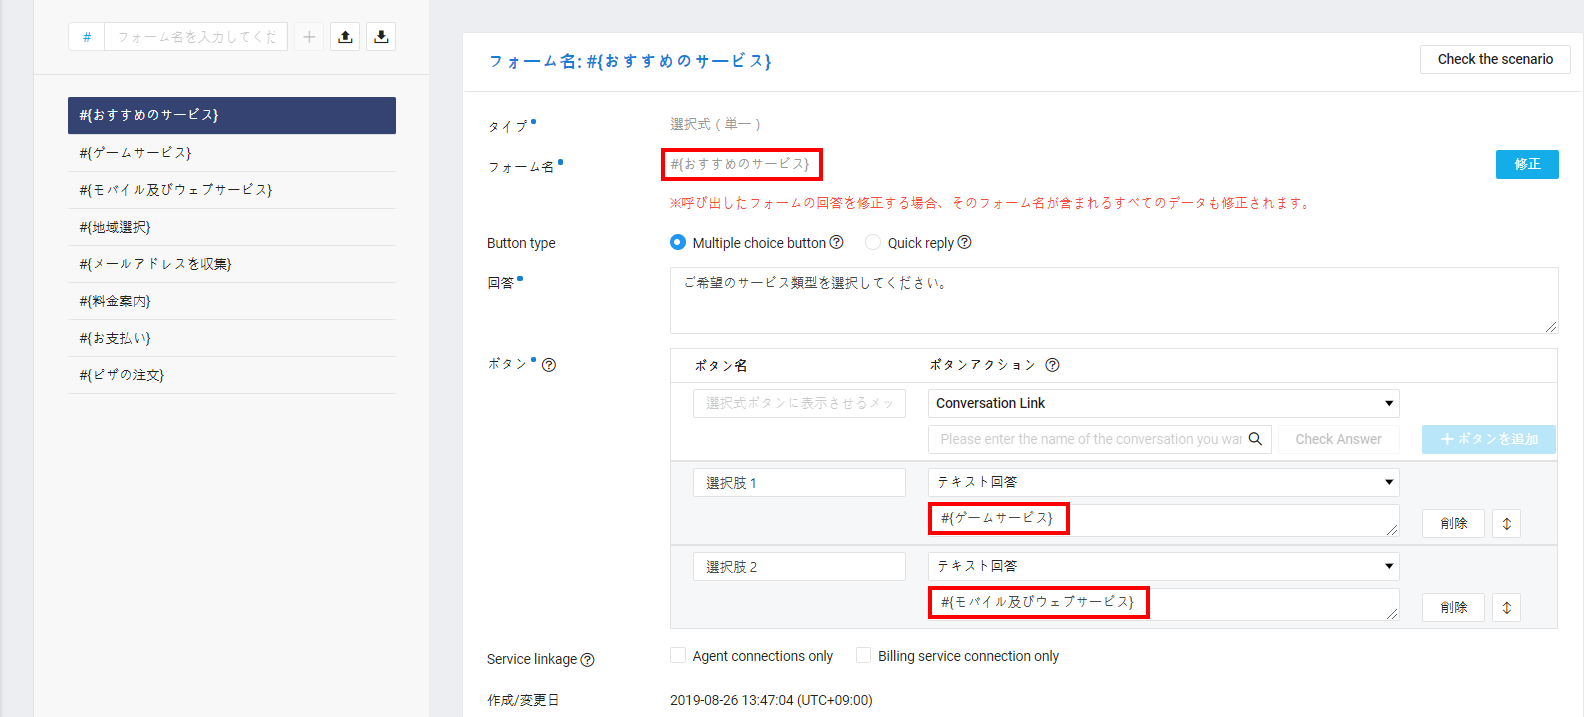 # フォーム名を入力してくだ
フォーム名: #{おすすめのサービス}
Check the scenario
#{おすすめのサービス}
#{ゲームサービス}
#{モバイル及びウェブサービス}
#{地域選択}
#{メールアドレスを収集}
#{料金案内}
#{お支払い}
#{ピザの注文}
タイプ 選択式 ( 単一 )
フォーム名 #{おすすめのサービス} 修正
※呼び出したフォームの回答を修正する場合、そのフォーム名が含まれるすべてのデータも修正されます。
Button type Multiple choice button Quick reply
回答 ご希望のサービス類型を選択してください。
ボタン ボタン名 ボタンアクション
選択式ボタンに表示させるメッ Conversation Link
Please enter the name of the conversation you wan Check Answer +ボタンを追加
選択肢 1 テキスト回答
#{ゲームサービス} 削除
選択肢 2 テキスト回答
#{モバイル及びウェブサービス} 削除
Service linkage Agent connections only Billing service connection only
作成/変更日 2019-08-26 13:47:04 (UTC+09:00)